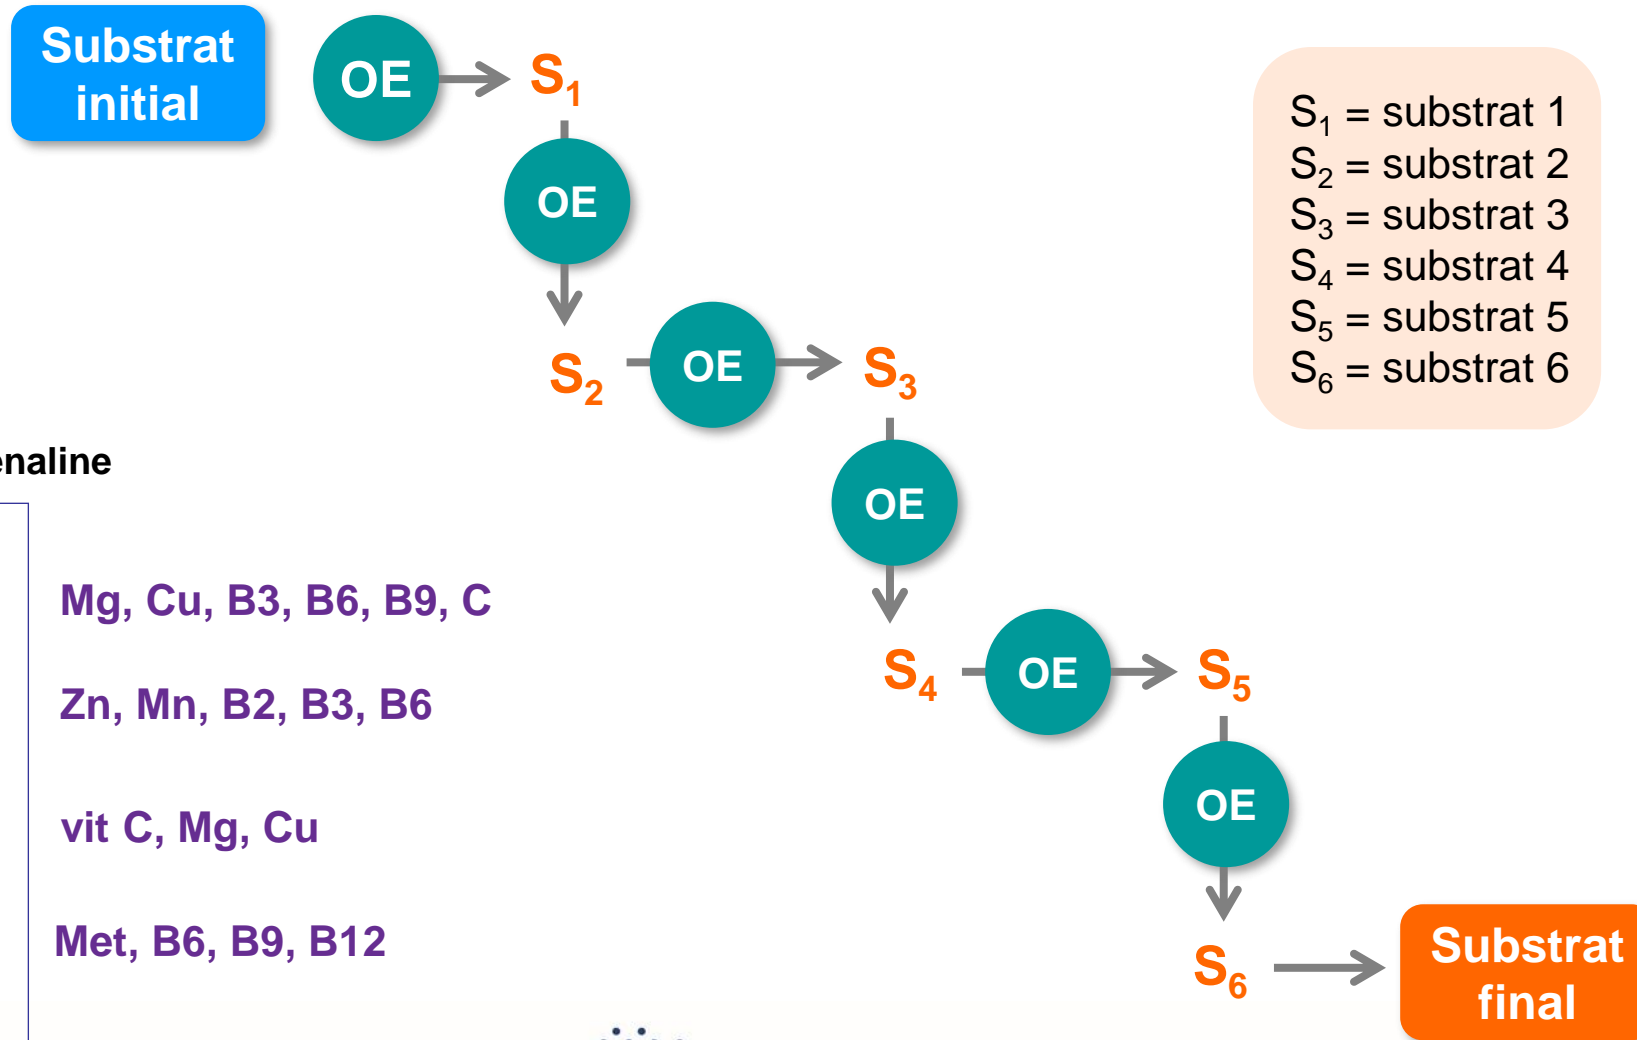 Substrat
initial
OE
S₁
OE
S₂
OE
S₃
OE
S₄
OE
S₅
OE
S₆
Substrat
final
S₁ = substrat 1
S₂ = substrat 2
S₃ = substrat 3
S₄ = substrat 4
S₅ = substrat 5
S₆ = substrat 6
enaline
Mg, Cu, B3, B6, B9, C
Zn, Mn, B2, B3, B6
vit C, Mg, Cu
Met, B6, B9, B12